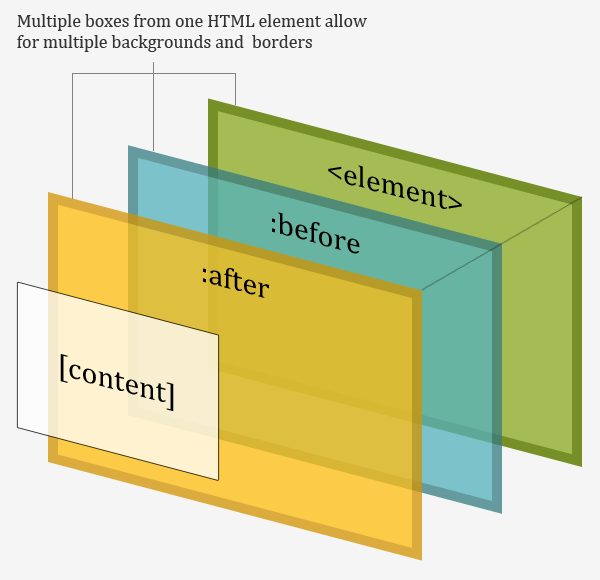 Multiple boxes from one HTML element allow
for multiple backgrounds and  borders
<element>
:before
:after
[content]